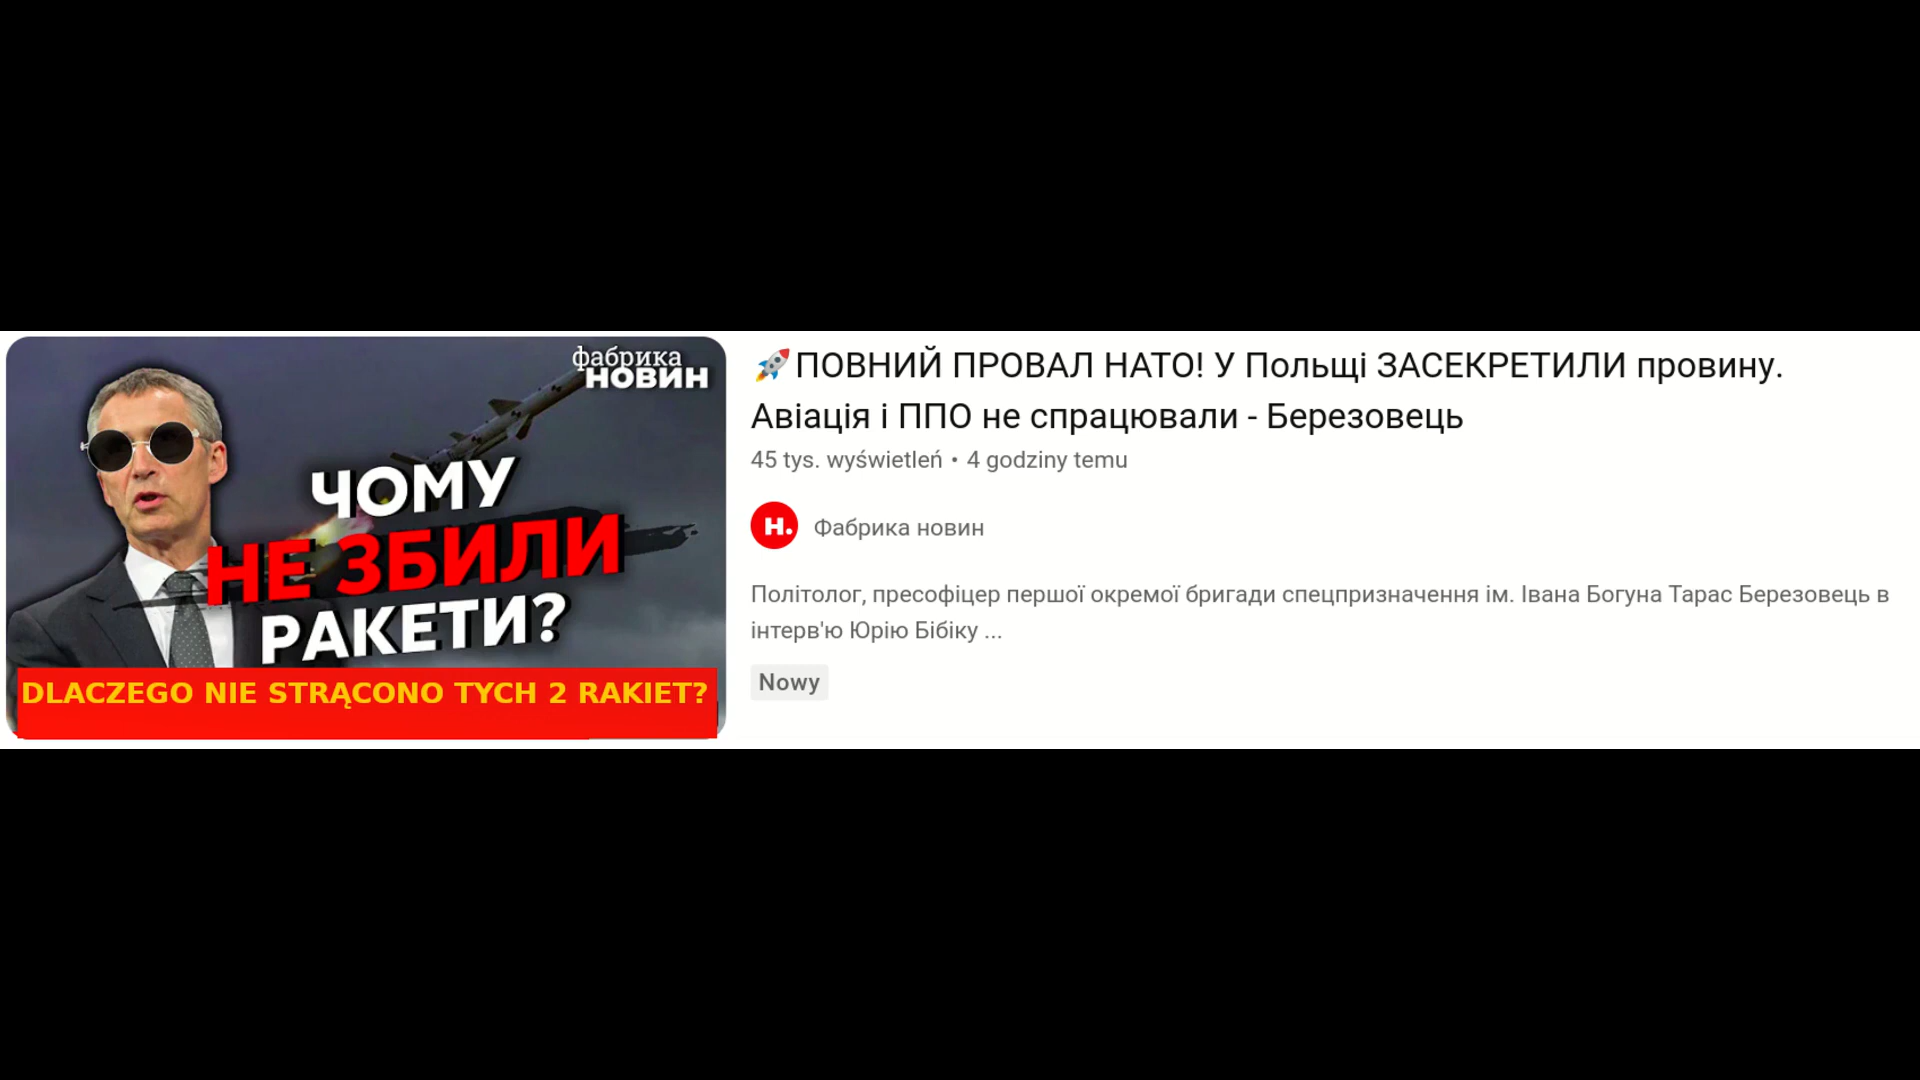 фабрика
НОВИН
ЧОМУ
НЕ ЗБИЛИ
РАКЕТИ?
DLACZEGO NIE STRĄCONO TYCH 2 RAKIET?
🚀ПОВНИЙ ПРОВАЛ НАТО! У Польщі ЗАСЕКРЕТИЛИ провину.
Авіація і ППО не спрацювали - Березовець
45 tys. wyświetleń • 4 godziny temu
Н. Фабрика новин
Політолог, пресофіцер першої окремої бригади спецпризначення ім. Івана Богуна Тарас Березовець в
інтерв'ю Юрію Бібіку ...
Nowy